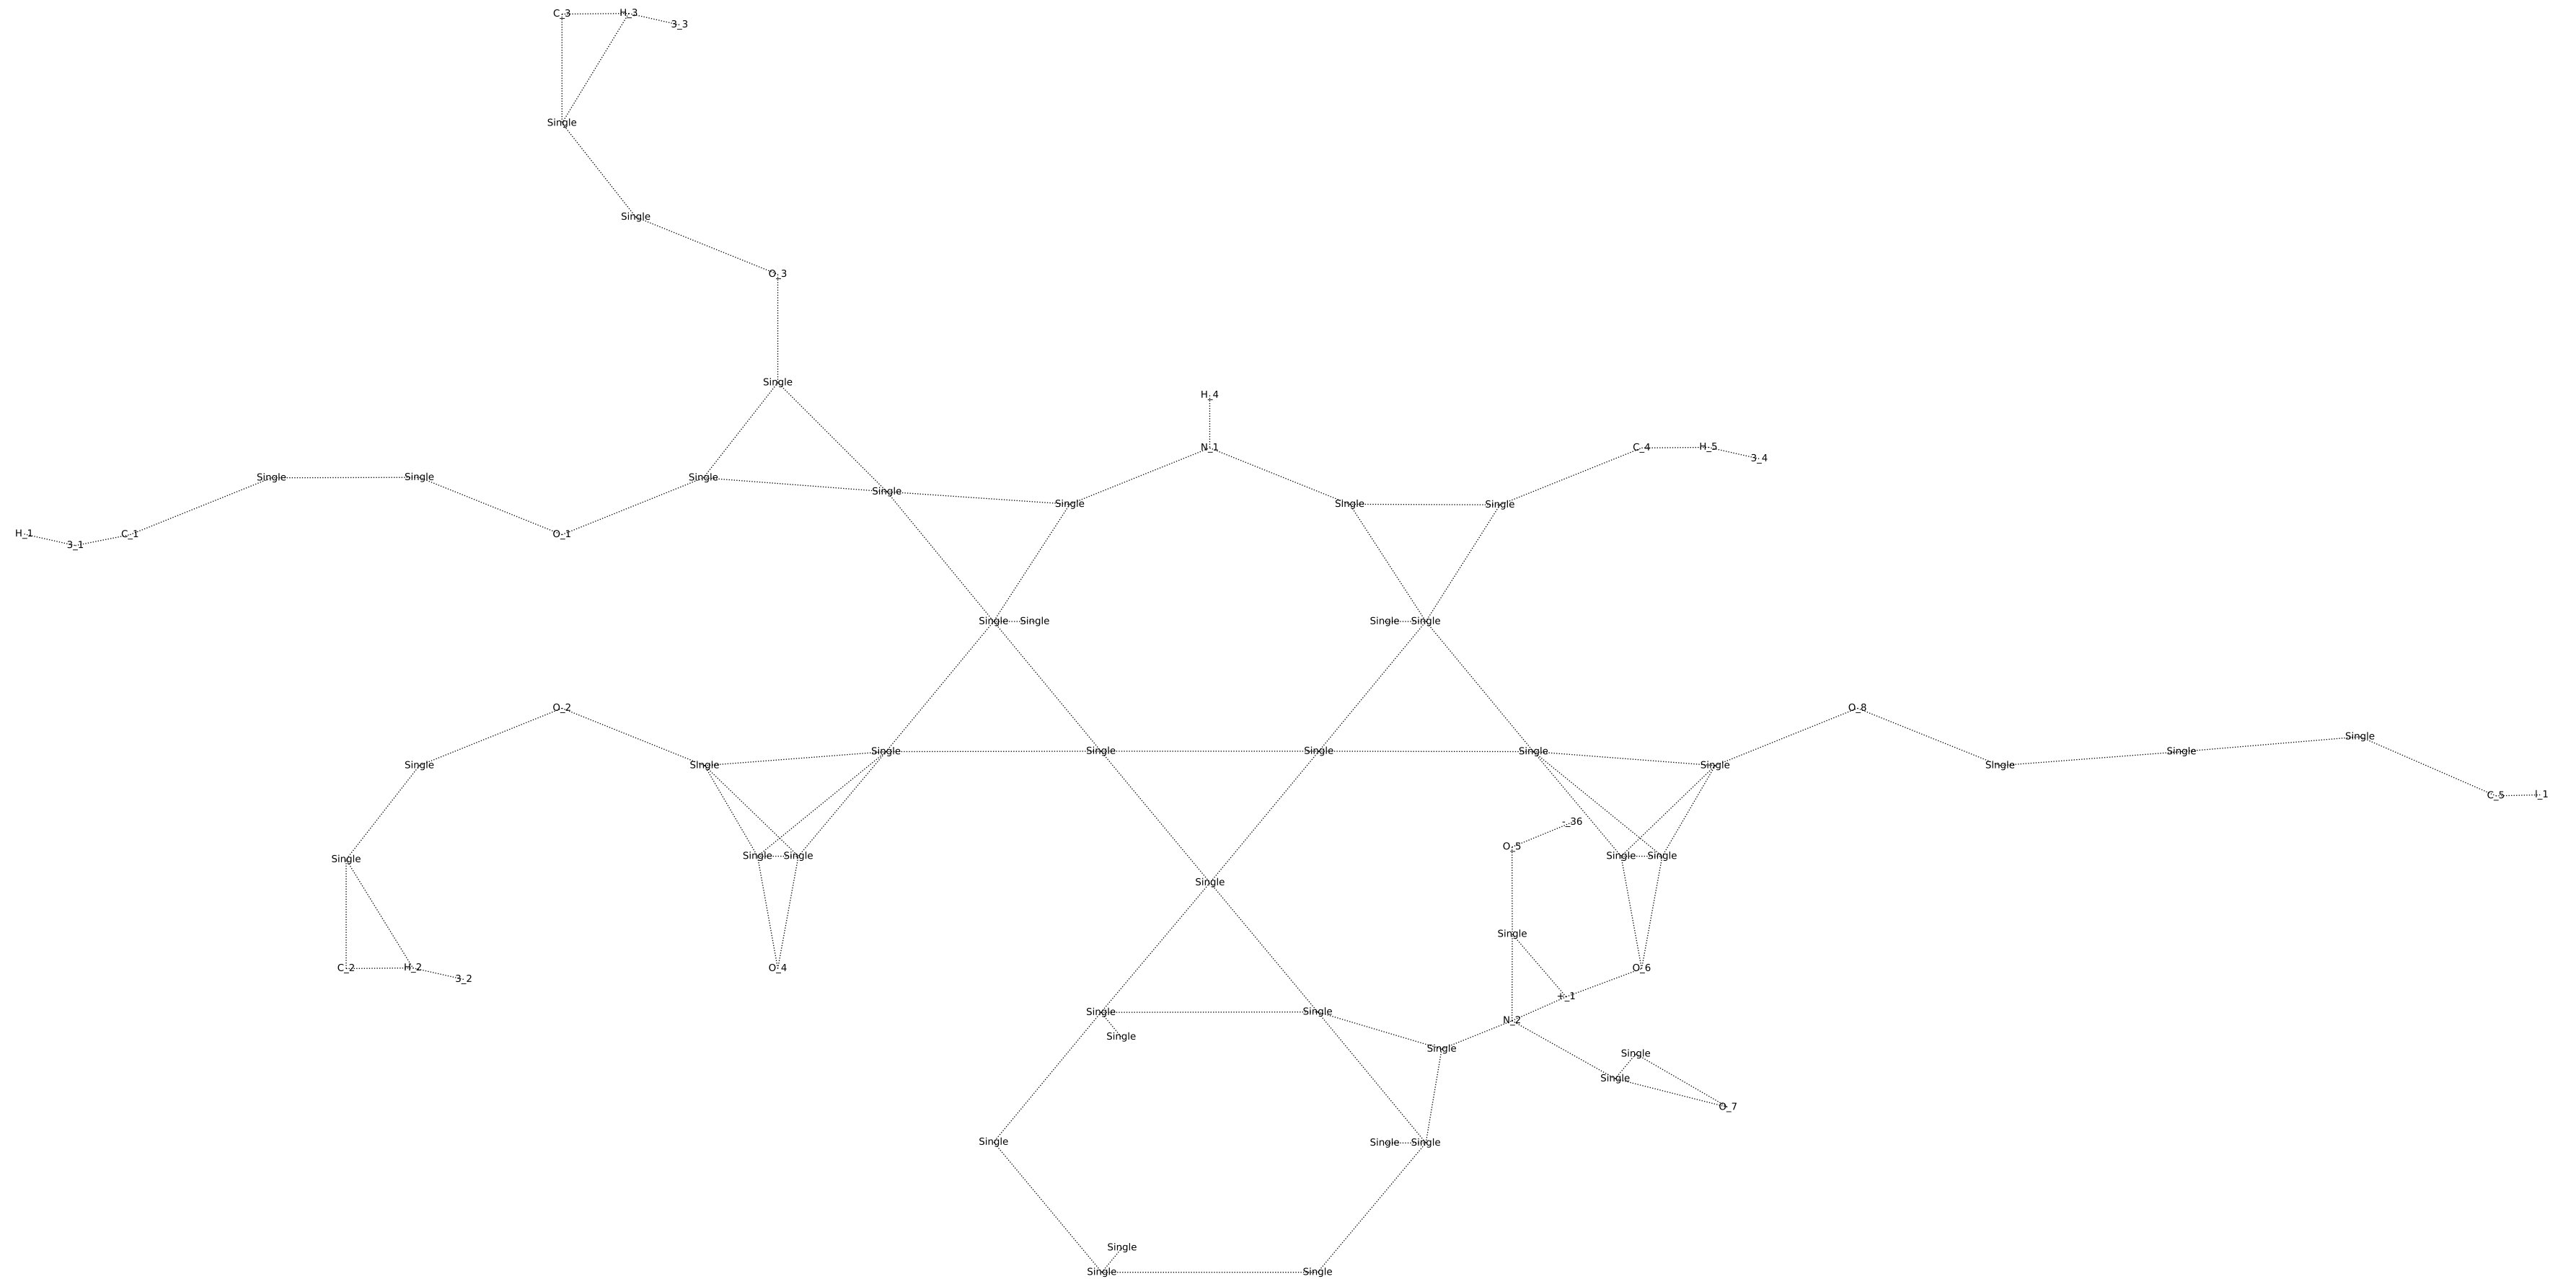 C_3 H_3 3_3
Single
Single
O_3
Single
H_4
N_1 C_4 H_5 3_4
Single Single Single Single
Single Single Single
H_1 3_1 C_1 O_1
Single Single Single Single
O_2 O_8
Single
Single Single Single Single Single
Single Single Single Single
C_5 I_1
-_36
O_5
Single Single Single Single Single
Single
Single
C_2 H_2 3_2 O_4 O_6
+_1
Single Single N_2
Single Single
Single
Single
O_7
Single Single Single
Single
Single Single